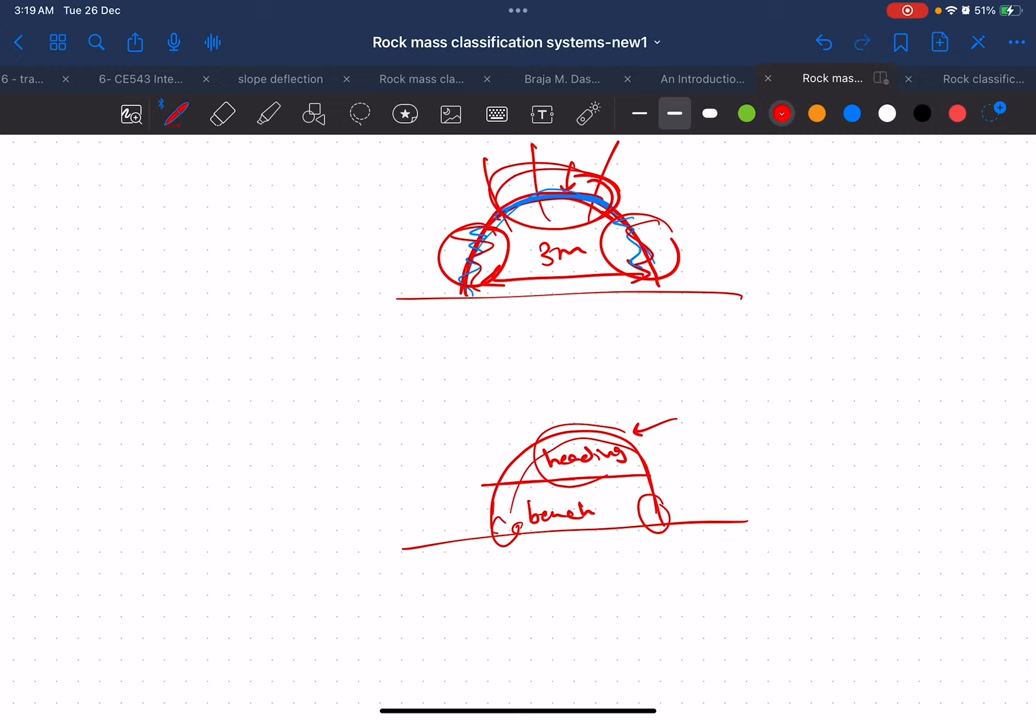 3:19 AM Tue 26 Dec
51%
Rock mass classification systems-new1
6 - tra...
6- CE543 Inte...
slope deflection
Rock mass cla...
Braja M. Das...
An Introductio...
Rock mas...
Rock classific...
3m
heading
bench